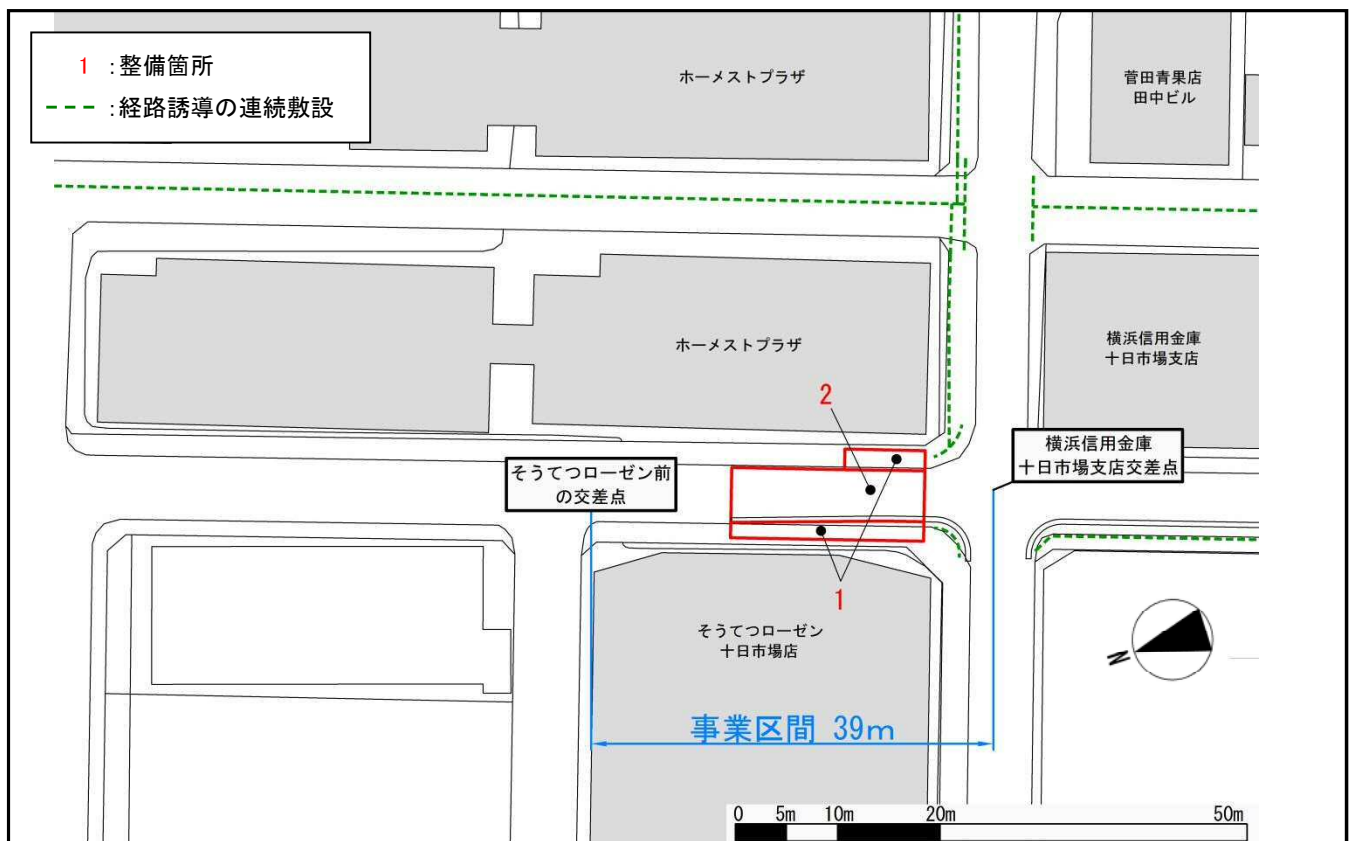 1 :整備箇所
:経路誘導の連続敷設
ホーメストプラザ
菅田青果店
田中ビル
ホーメストプラザ
横浜信用金庫
十日市場支店
2
そうてつローゼン前
の交差点
横浜信用金庫
十日市場支店交差点
1
そうてつローゼン
十日市場店
N
事業区間 39m
0 5m 10m 20m 50m